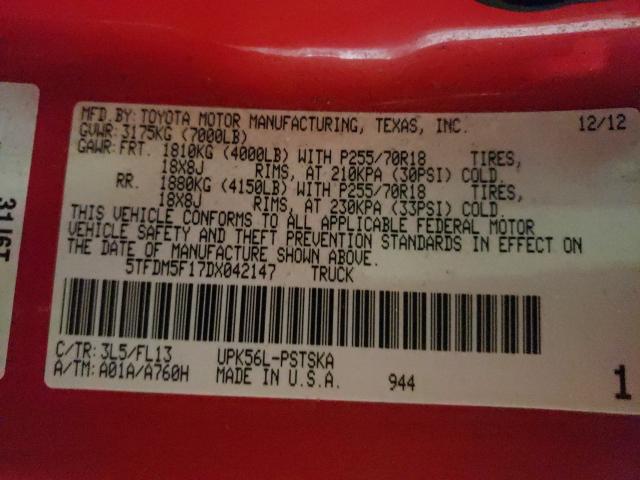 MFD.BY: TOYOTA MOTOR MANUFACTURING, TEXAS, INC. 12/12
GVWR: 3175KG (7000LB)
GAWR: FRT. 1810KG (4000LB) WITH P255/70R18 TIRES,
18X8J RIMS, AT 210KPA (30PSI) COLD.
RR. 1880KG (4150LB) WITH P255/70R18 TIRES,
18X8J RIMS, AT 230KPA (33PSI) COLD.
THIS VEHICLE CONFORMS TO ALL APPLICABLE FEDERAL MOTOR
VEHICLE SAFETY AND THEFT PREVENTION STANDARDS IN EFFECT ON
THE DATE OF MANUFACTURE SHOWN ABOVE.
5TFDM5F17DX042147 TRUCK
C/TR: 3L5/FL13 UPK56L-PSTSKA
A/TM: A01A/A760H MADE IN U.S.A. 944 1